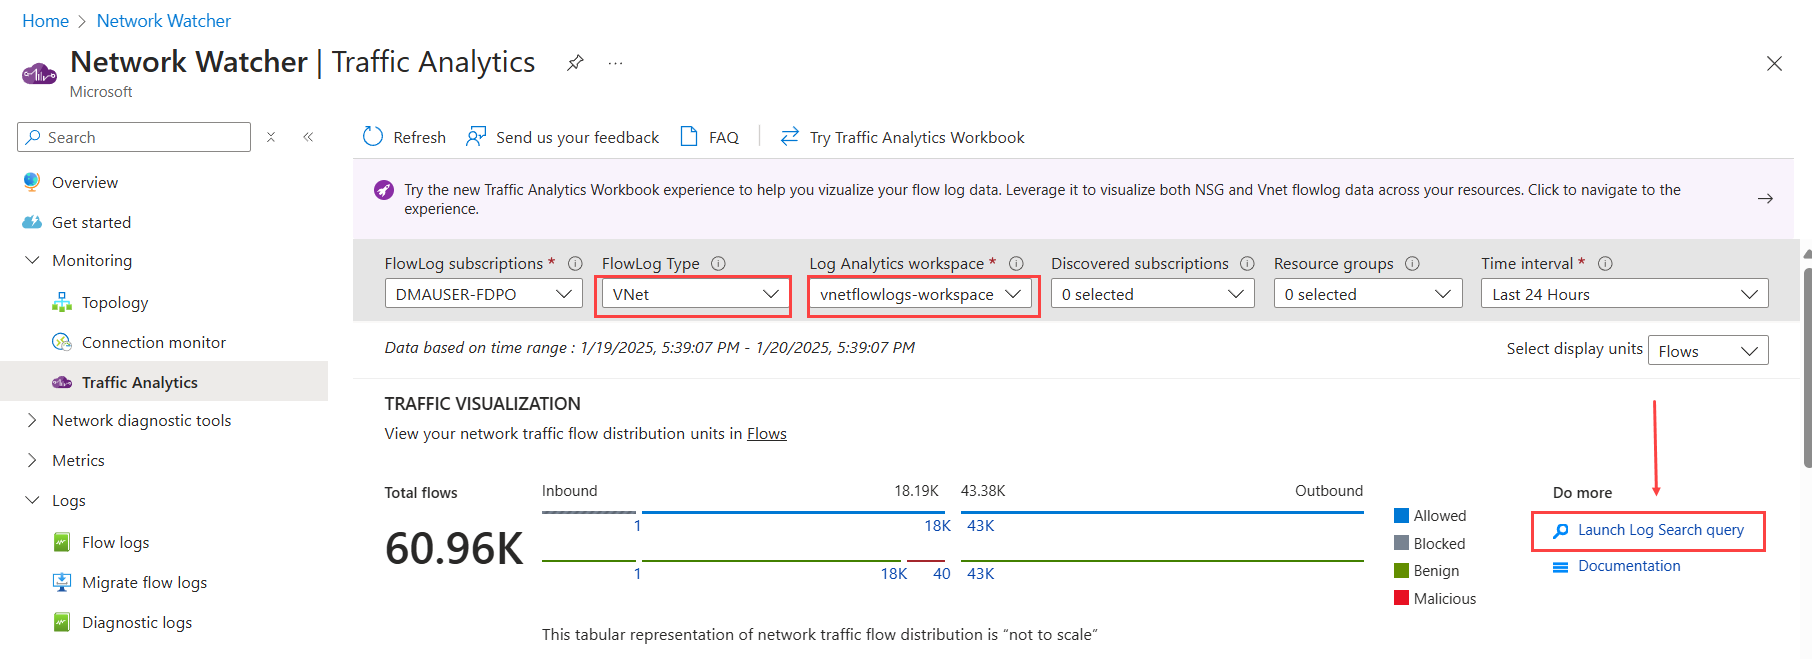 Home > Network Watcher
Network Watcher | Traffic Analytics ...
Microsoft
Search
Overview
Get started
Monitoring
Topology
Connection monitor
Traffic Analytics
Network diagnostic tools
Metrics
Logs
Flow logs
Migrate flow logs
Diagnostic logs
Refresh Send us your feedback FAQ Try Traffic Analytics Workbook
Try the new Traffic Analytics Workbook experience to help you vizualize your flow log data. Leverage it to visualize both NSG and Vnet flowlog data across your resources. Click to navigate to the
experience.
FlowLog subscriptions * FlowLog Type Log Analytics workspace * Discovered subscriptions Resource groups Time interval *
DMAUSER-FDPO VNet vnetflowlogs-workspace 0 selected 0 selected Last 24 Hours
Data based on time range : 1/19/2025, 5:39:07 PM - 1/20/2025, 5:39:07 PM
Select display units Flows
TRAFFIC VISUALIZATION
View your network traffic flow distribution units in Flows
Total flows
60.96K
Inbound 18.19K 43.38K Outbound
1 18K 43K
1 18K 40 43K
Allowed
Blocked
Benign
Malicious
Do more
Launch Log Search query
Documentation
This tabular representation of network traffic flow distribution is “not to scale”